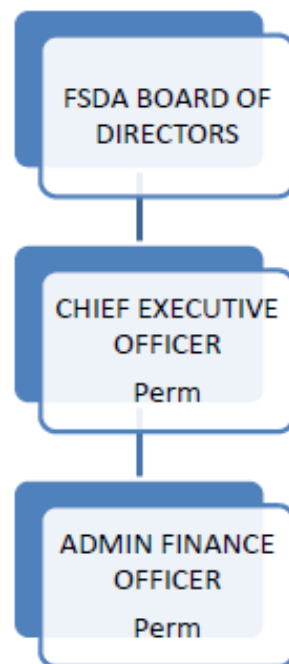 FSDA BOARD OF
DIRECTORS
CHIEF EXECUTIVE
OFFICER
Perm
ADMIN FINANCE
OFFICER
Perm